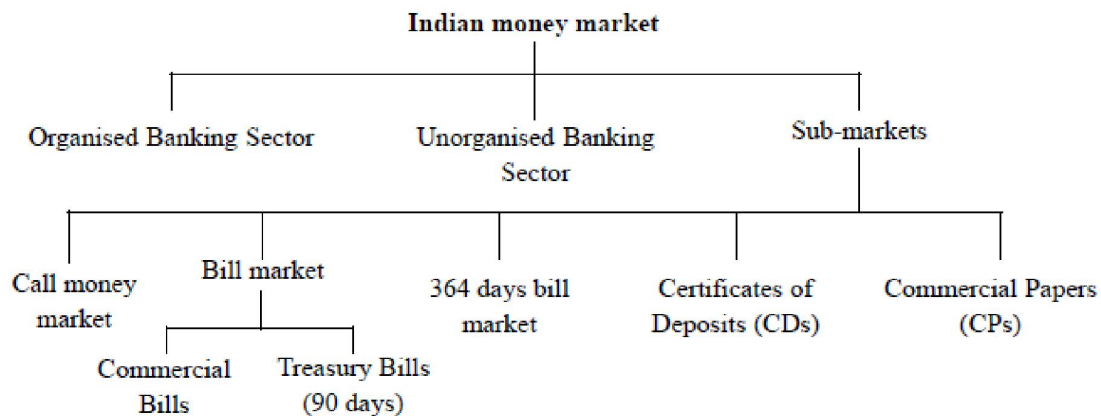 Indian money market
Organised Banking Sector
Unorganised Banking
Sector
Sub-markets
Call money
market
Bill market
364 days bill
market
Certificates of
Deposits (CDs)
Commercial Papers
(CPs)
Commercial
Bills
Treasury Bills
(90 days)